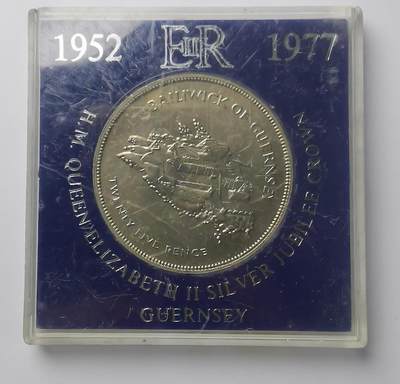 1952 EIIR 1977
H.M. QUEEN ELIZABETH II SILVER JUBILEE CROWN
GUERNSEY
BAILIWICK OF GUERNSEY
TWENTY FIVE PENCE